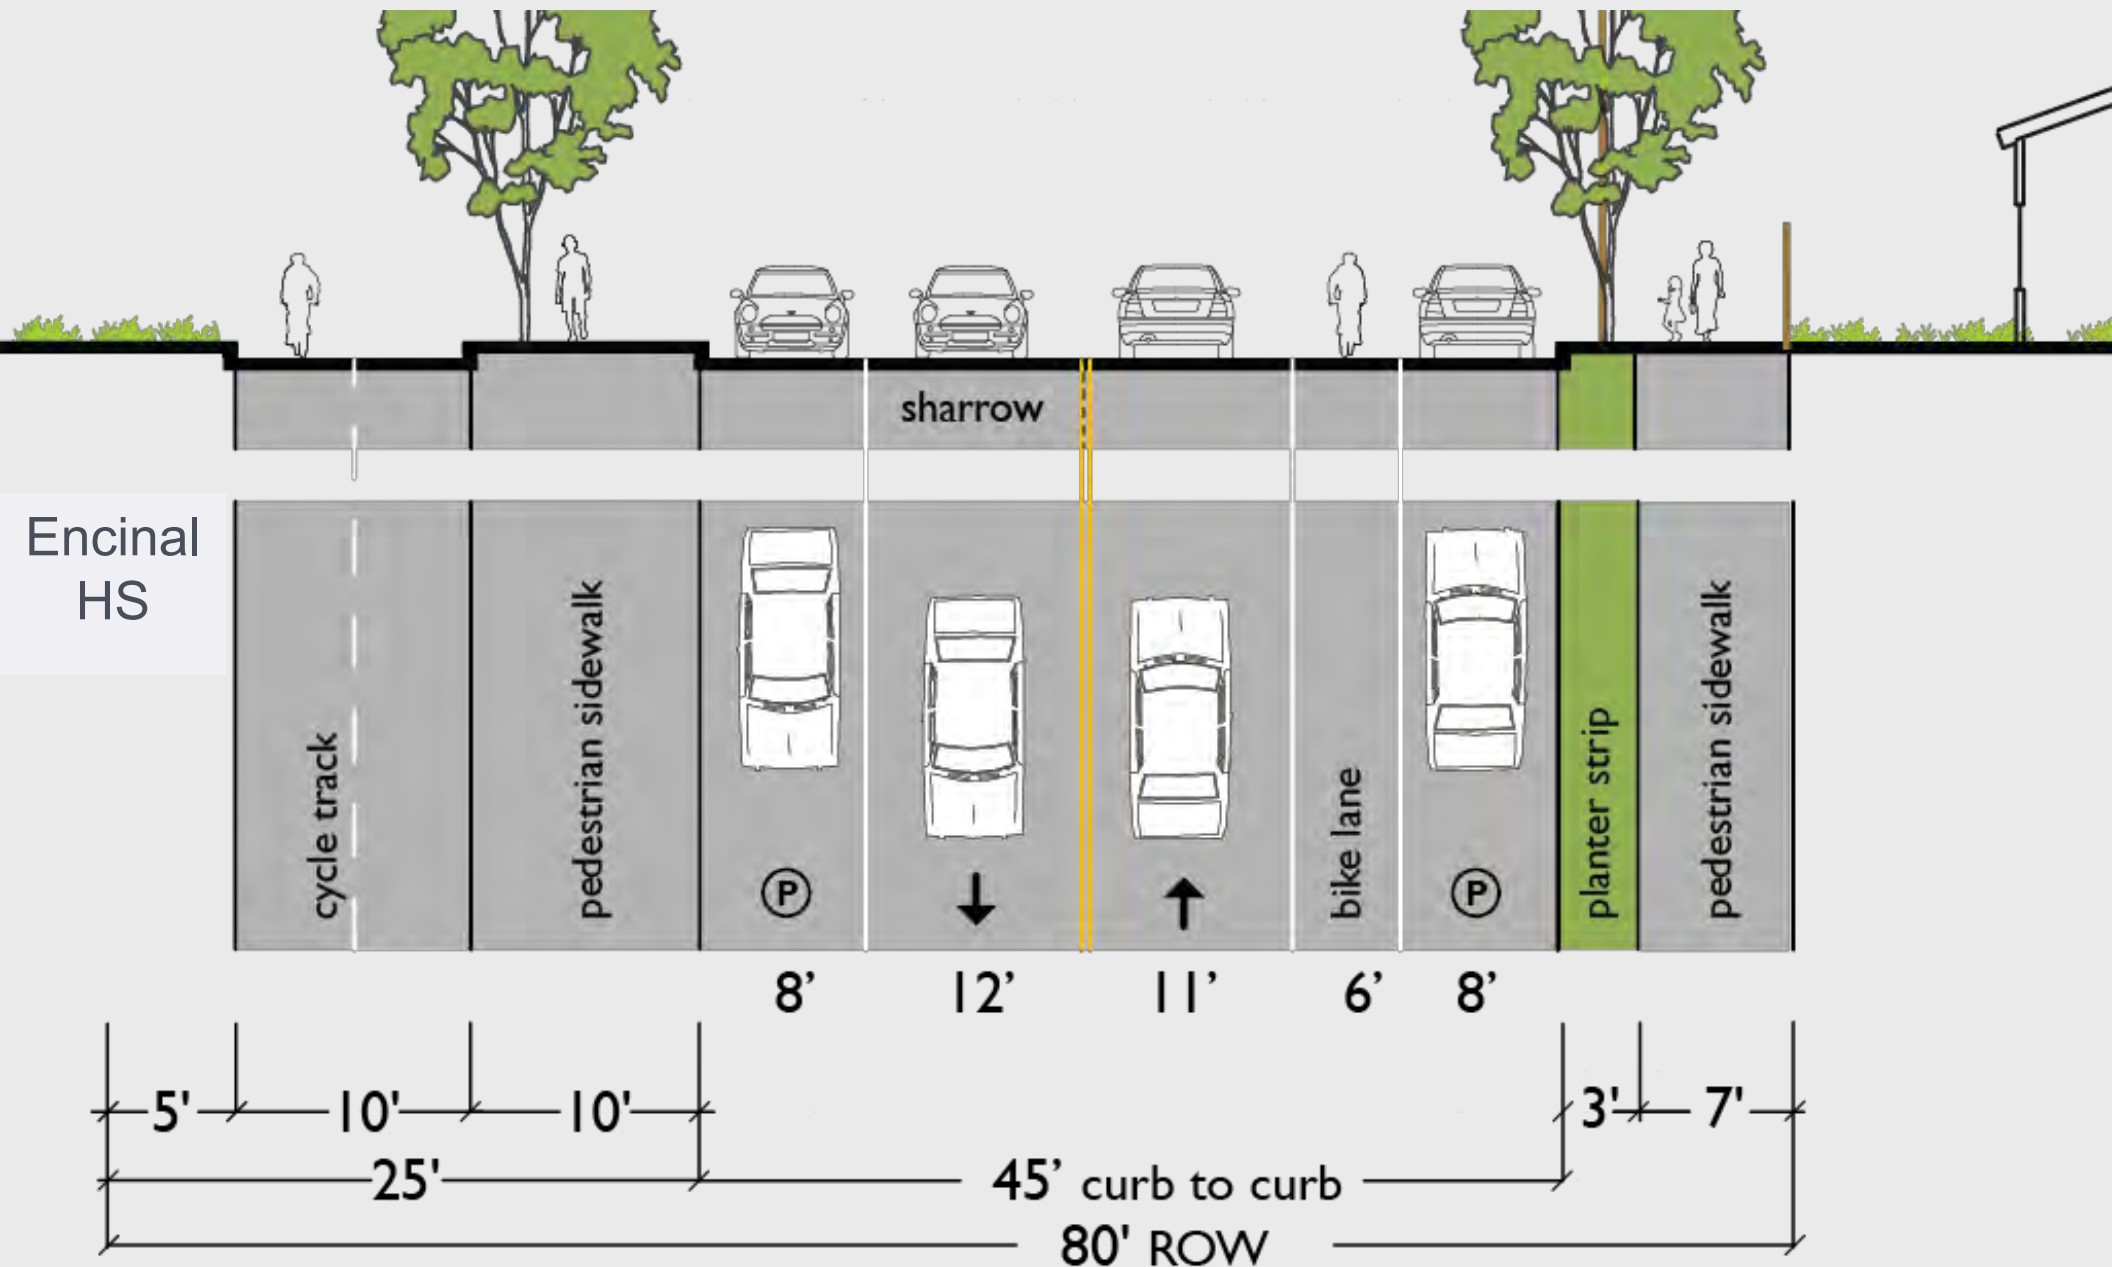 sharrow
Encinal
HS
cycle track
pedestrian sidewalk
P
bike lane
P
planter strip
pedestrian sidewalk
8’ 12’ 11’ 6’ 8’
5' 10' 10' 3' 7'
25' 45’ curb to curb
80' ROW